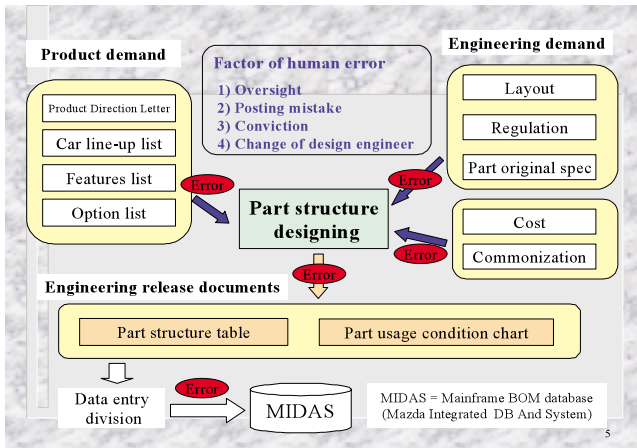 Product demand
Product Direction Letter
Car line-up list
Features list
Option list
Factor of human error
1) Oversight
2) Posting mistake
3) Conviction
4) Change of design engineer
Engineering demand
Layout
Regulation
Part original spec
Cost
Commonization
Error
Error
Error
Part structure
designing
Error
Engineering release documents
Part structure table
Part usage condition chart
Data entry
division
Error
MIDAS
MIDAS = Mainframe BOM database
(Mazda Integrated DB And System)
5